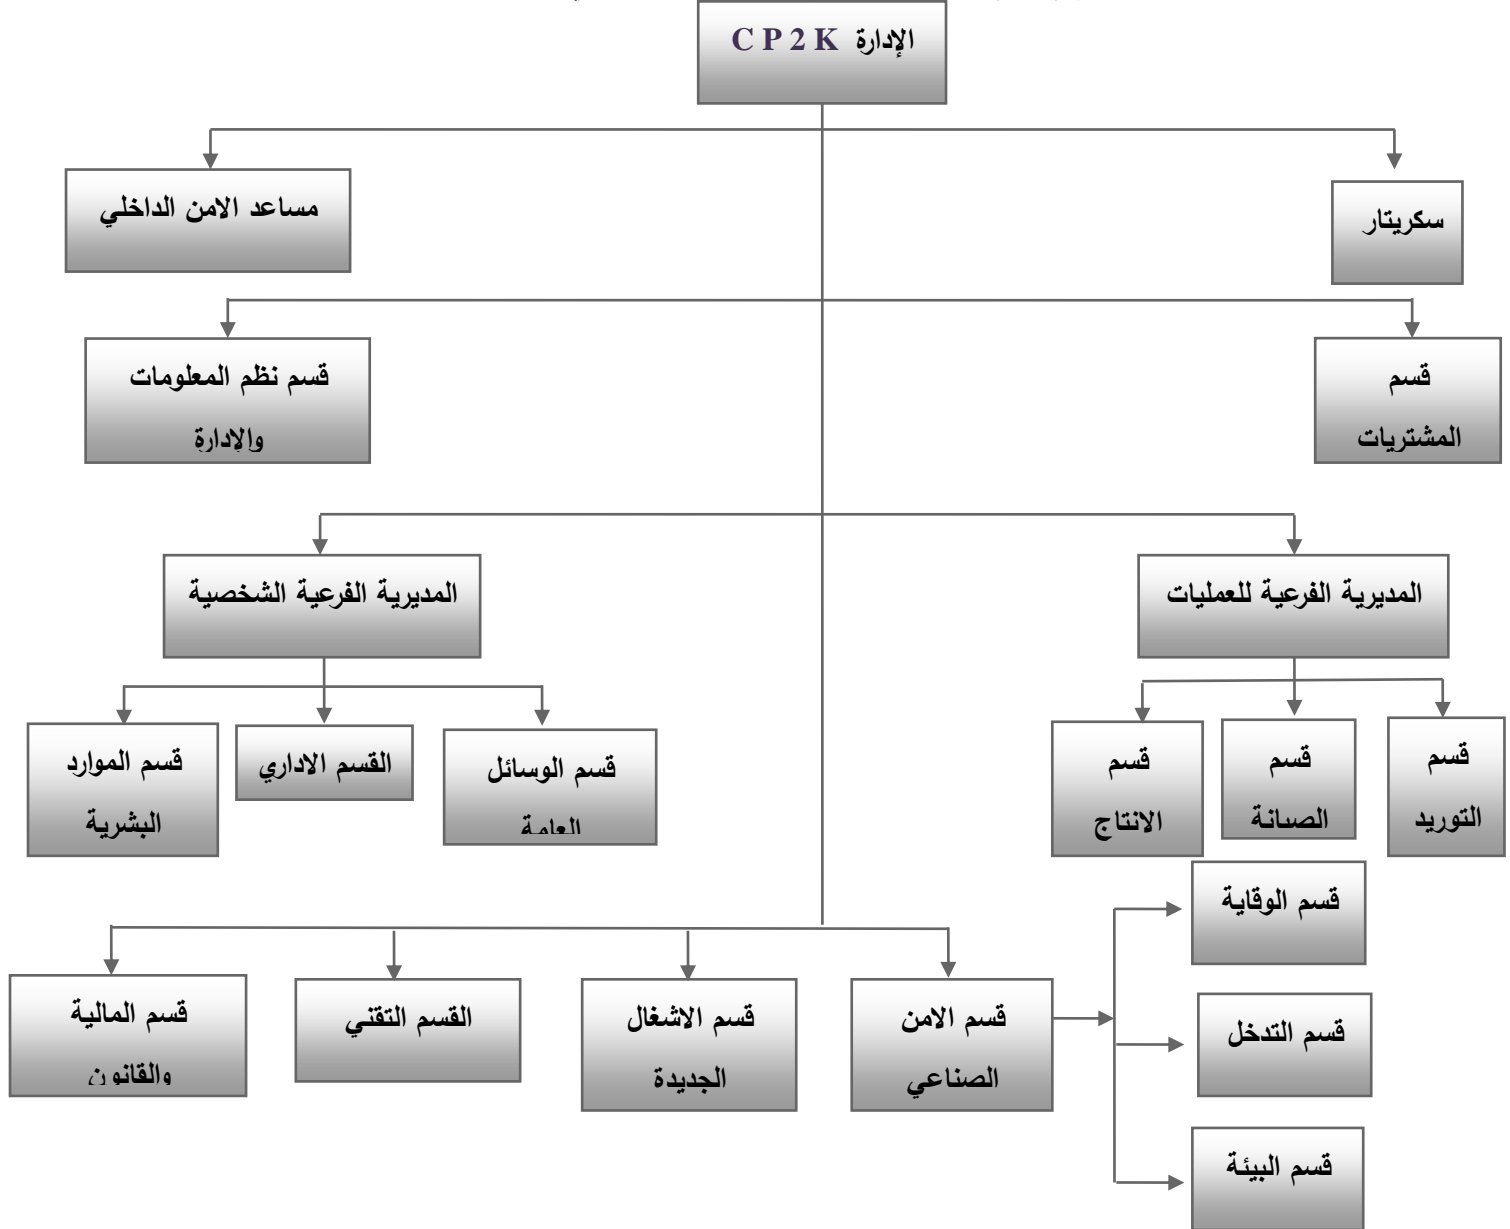 الإدارة C P 2 K
سكريتار
مساعد الامن الداخلي
قسم
المشتريات
قسم نظم المعلومات
والإدارة
المديرية الفرعية للعمليات
المديرية الفرعية الشخصية
قسم
التوريد
قسم
الصيانة
قسم
الانتاج
قسم الوسائل
العامة
القسم الاداري
قسم الموارد
البشرية
قسم الوقاية
قسم الامن
الصناعي
قسم الاشغال
الجديدة
القسم التقني
قسم المالية
والقانون
قسم التدخل
قسم البيئة